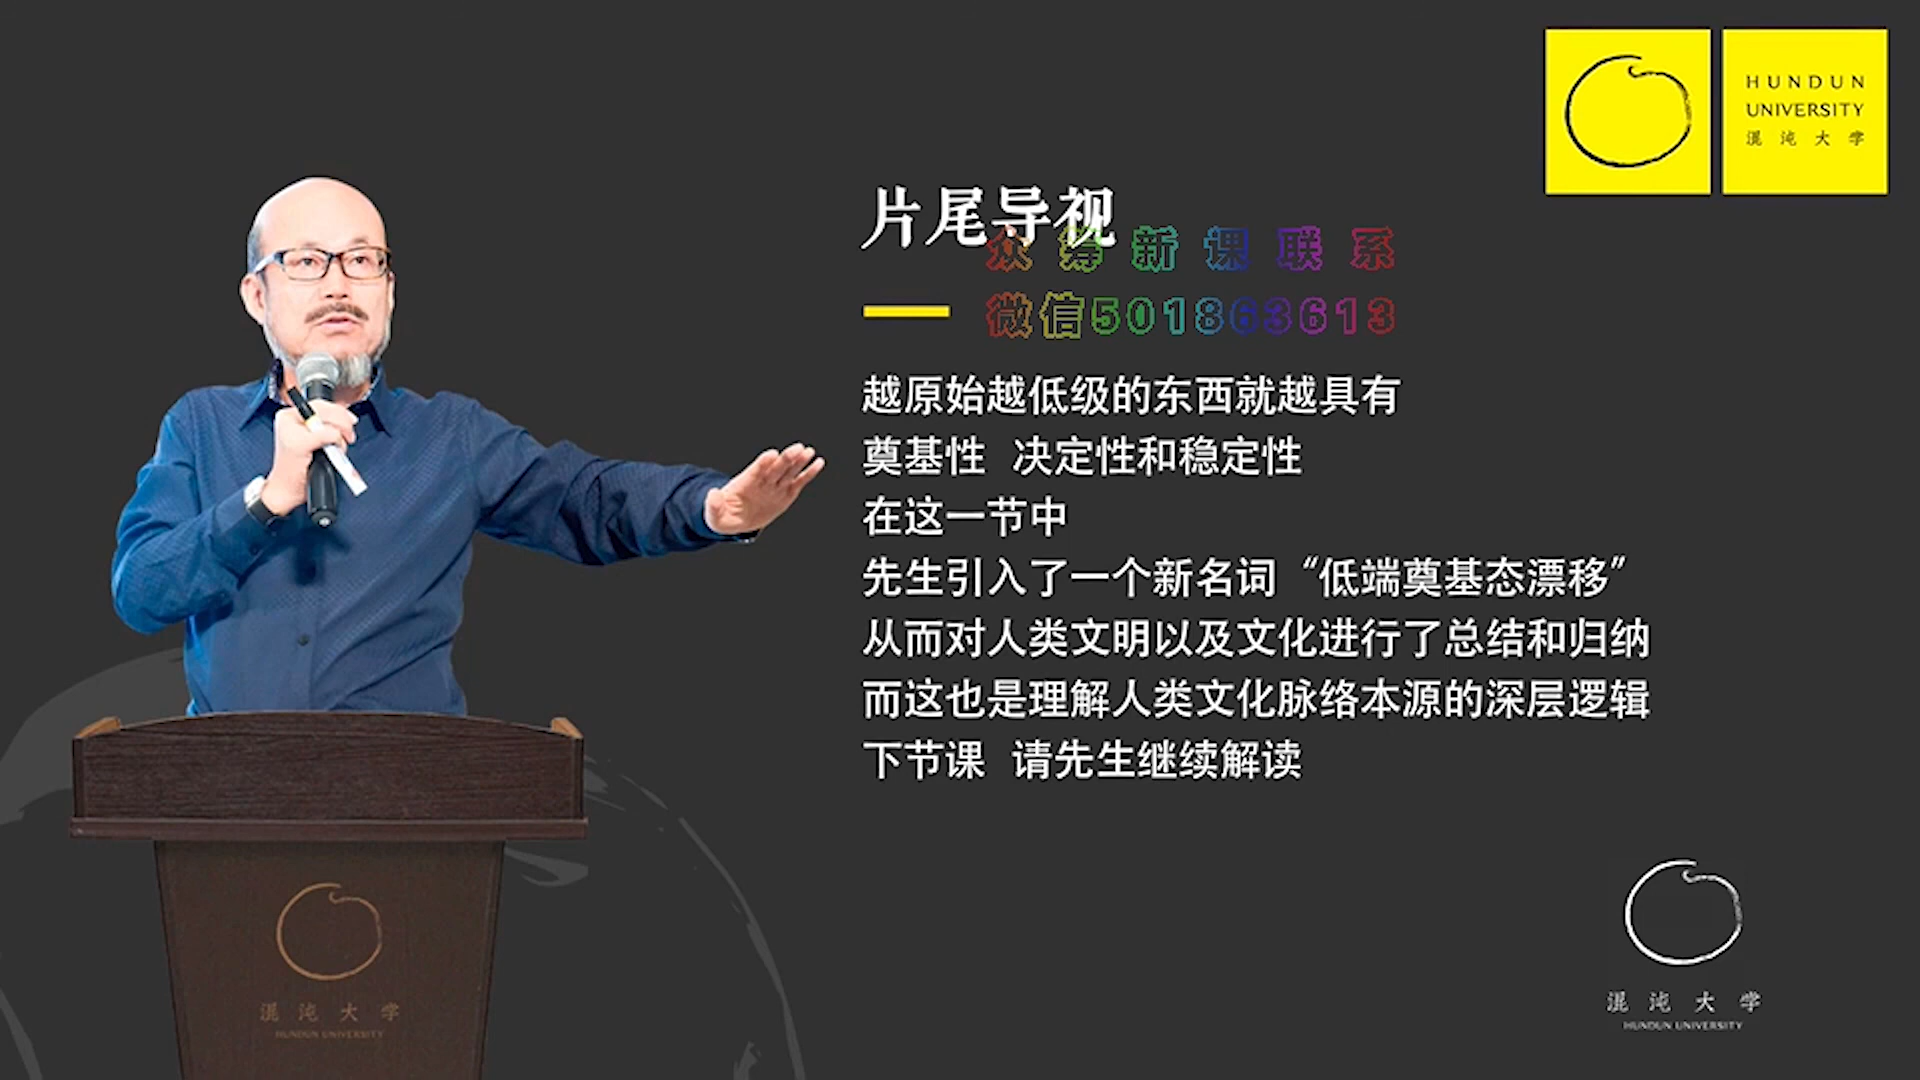 HUNDUN
UNIVERSITY
混沌大学
片尾导视
众筹新课联系
微信501863613
越原始越低级的东西就越具有
奠基性 决定性和稳定性
在这一节中
先生引入了一个新名词“低端奠基态漂移”
从而对人类文明以及文化进行了总结和归纳
而这也是理解人类文化脉络本源的深层逻辑
下节课 请先生继续解读
混沌大学
HUNDUN UNIVERSITY
混沌大学
HUNDUN UNIVERSITY